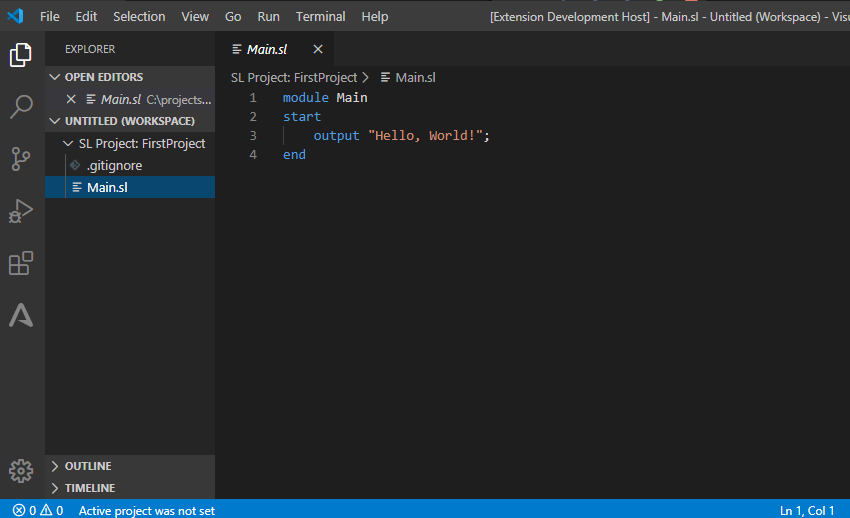 File Edit Selection View Go Run Terminal Help [Extension Development Host] - Main.sl - Untitled (Workspace) - Visu
EXPLORER
OPEN EDITORS
Main.sl C:\projects...
UNTITLED (WORKSPACE)
SL Project: FirstProject
.gitignore
Main.sl
OUTLINE
TIMELINE
Main.sl
SL Project: FirstProject > Main.sl
1 module Main
2 start
3 output "Hello, World!";
4 end
0 0 Active project was not set Ln 1, Col 1